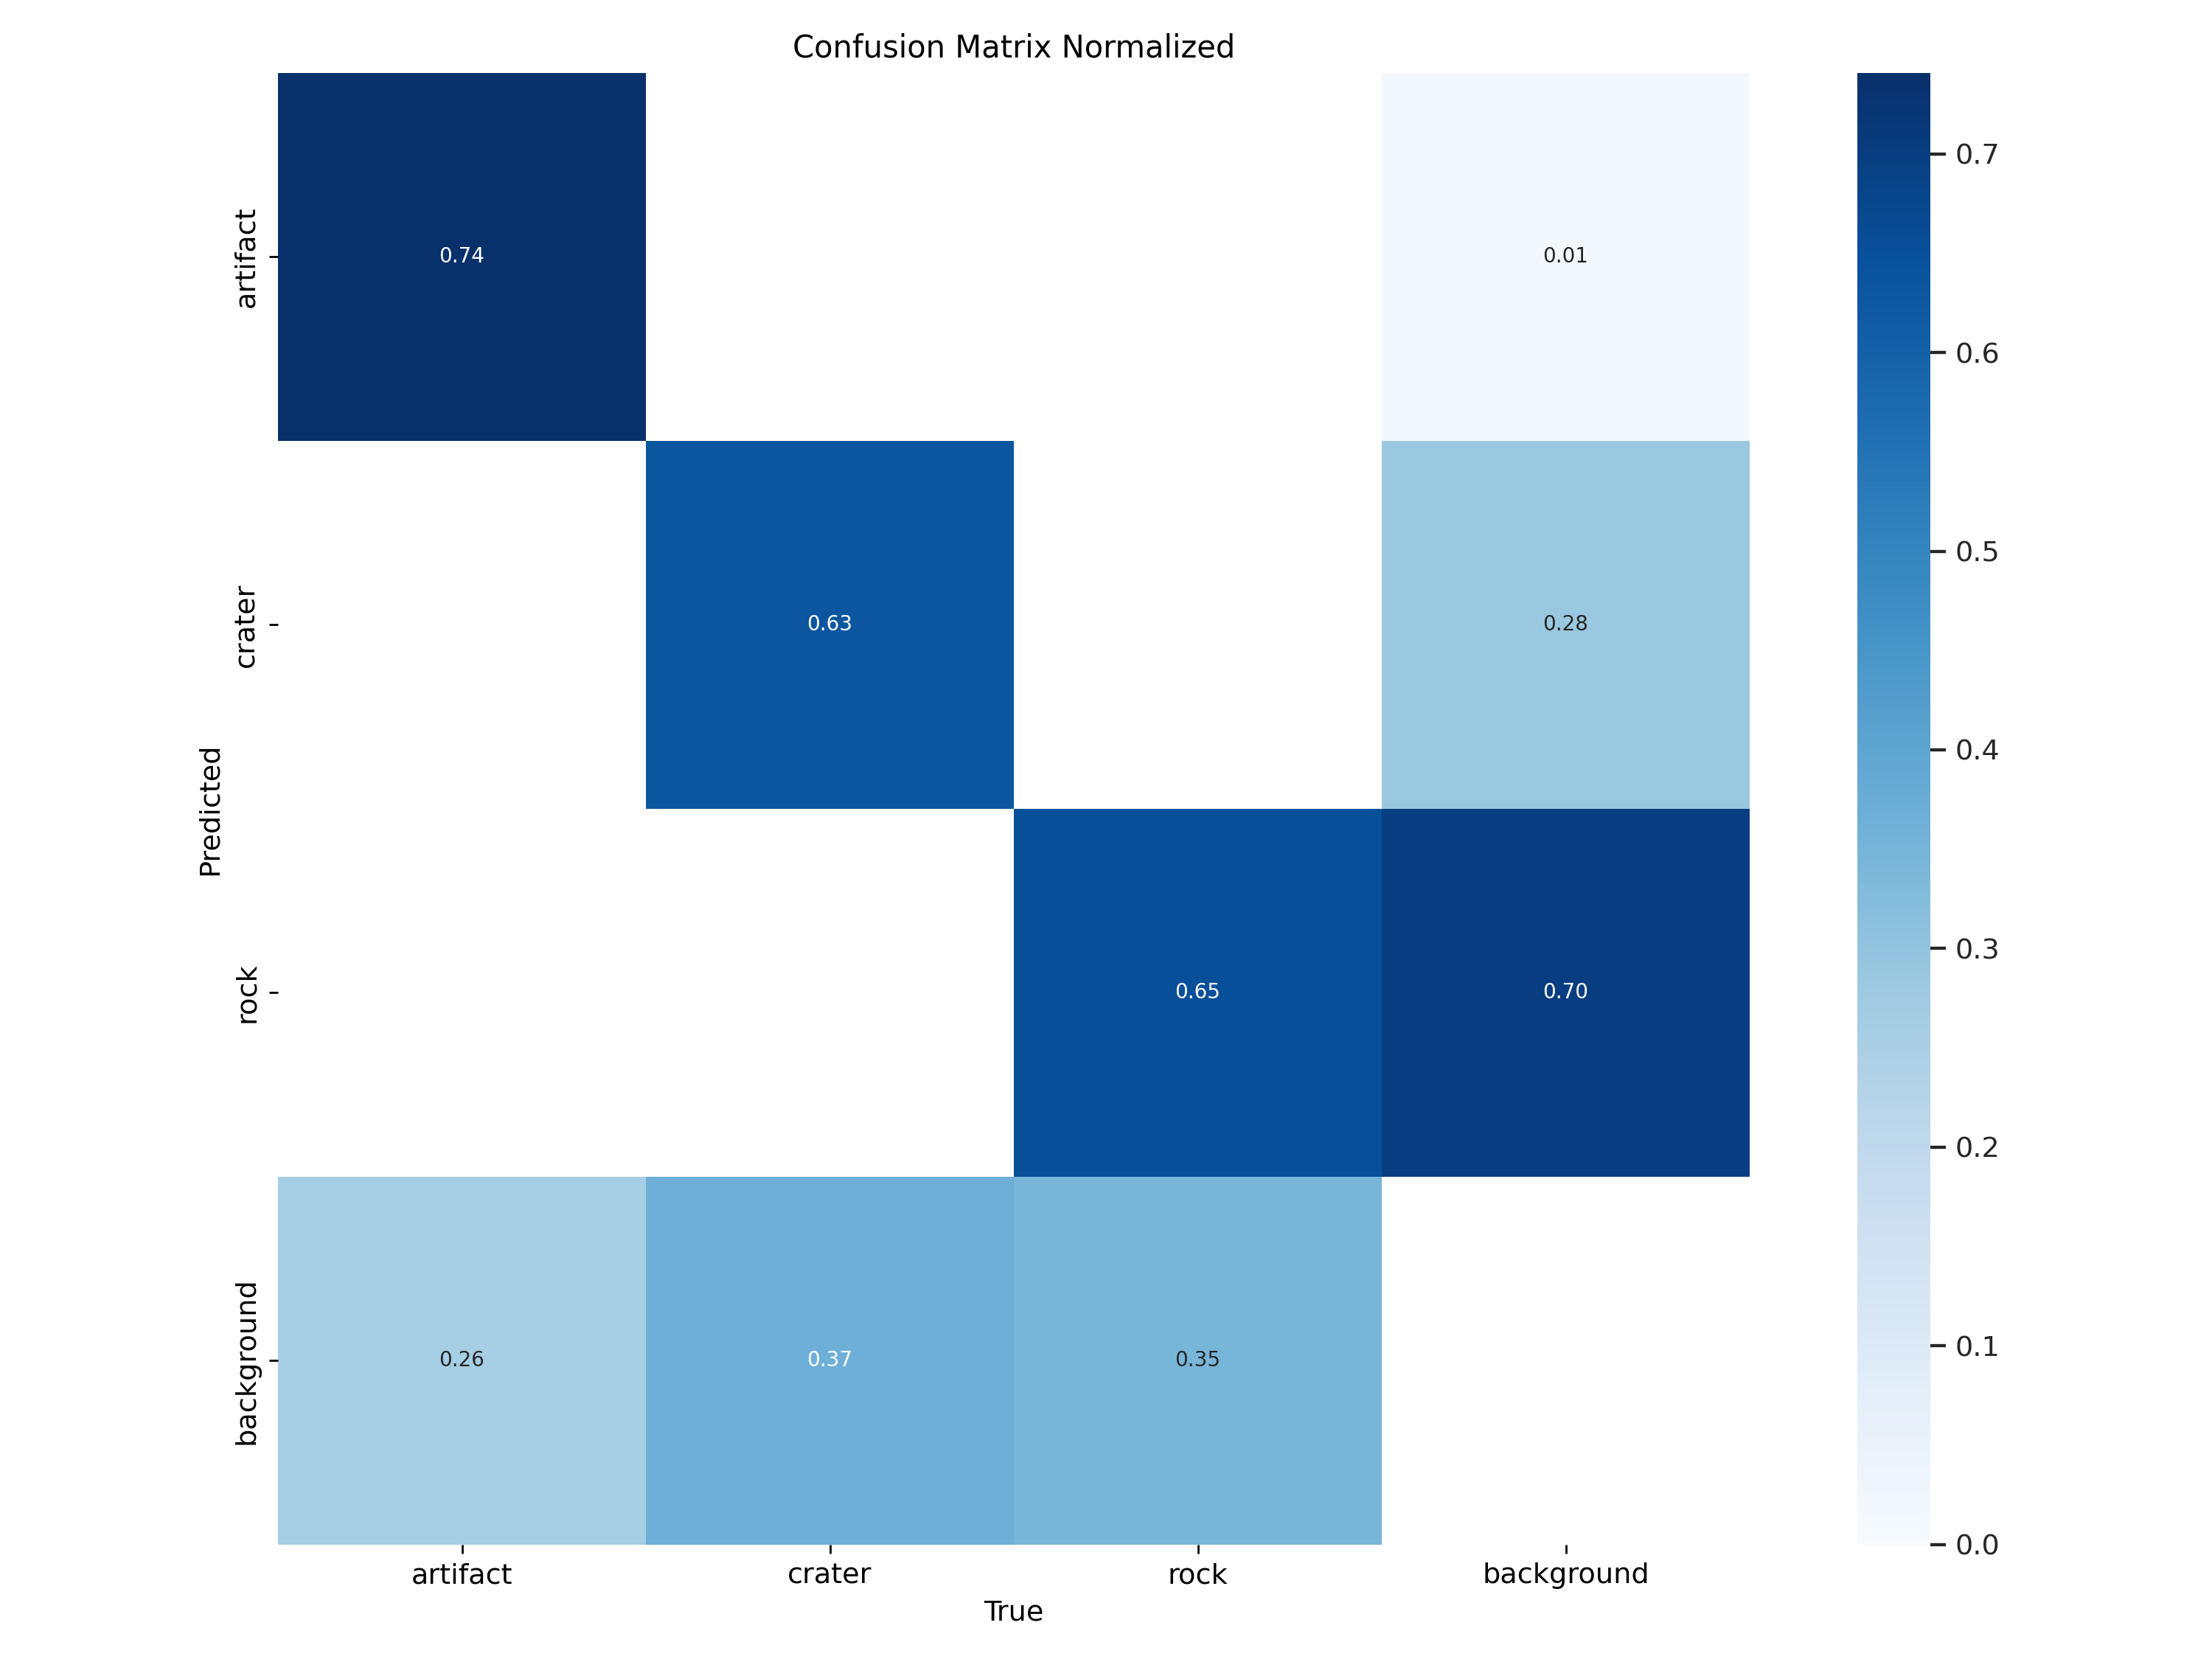 Confusion Matrix Normalized
artifact
0.74
0.01
0.7
0.6
crater
0.63
0.28
0.5
0.4
Predicted
rock
0.65
0.70
0.3
0.2
background
0.26
0.37
0.35
0.1
0.0
artifact
crater
rock
background
True